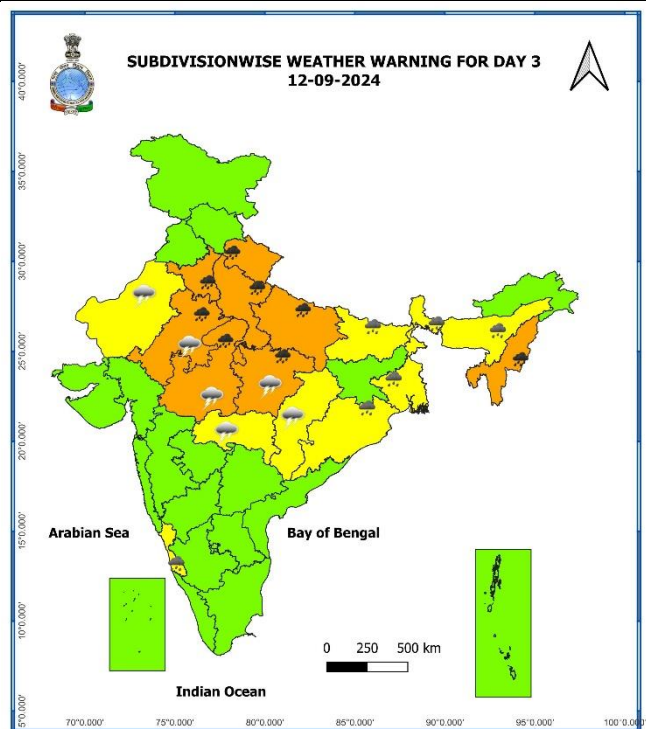 SUBDIVISIONWISE WEATHER WARNING FOR DAY 3
12-09-2024
40°0.000'
35°0.000'
30°0.000'
25°0.000'
20°0.000'
15°0.000'
10°0.000'
5°0.000'
Arabian Sea
Bay of Bengal
0 250 500 km
Indian Ocean
70°0.000' 75°0.000' 80°0.000' 85°0.000' 90°0.000' 95°0.000' 100°0.000'